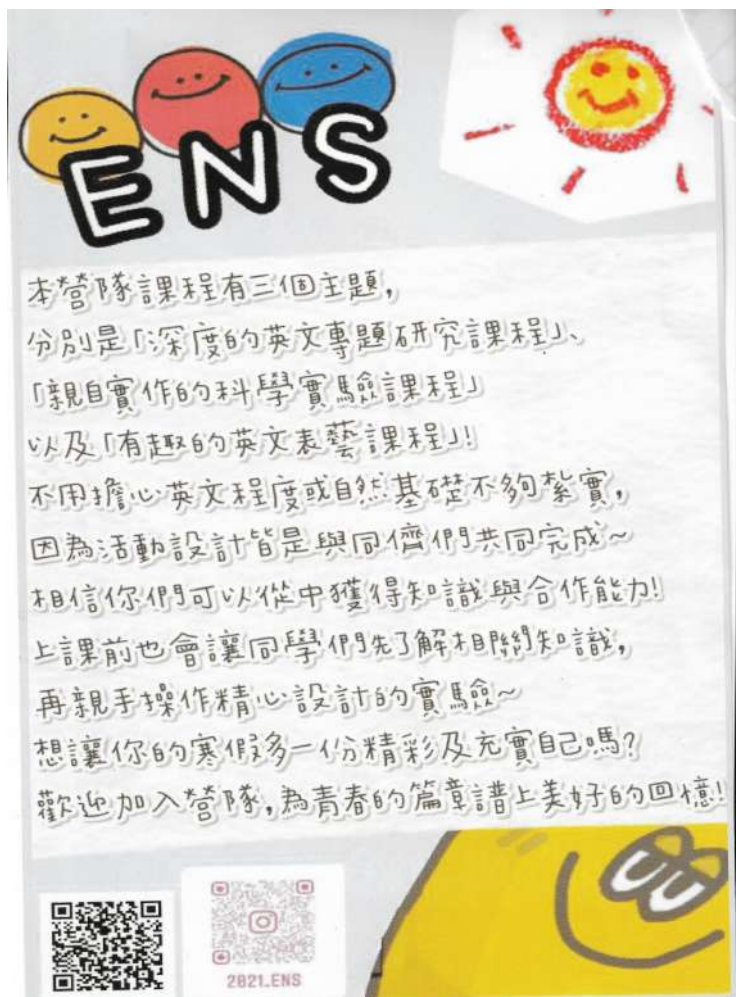 ENS
本營隊課程有三個主題，
分別是「深度的英文專題研究課程」、
「親自實作的科學實驗課程」
以及「有趣的英文表藝課程」!
不用擔心英文程度或自然基礎不夠紮實，
因為活動設計皆是與同儕們共同完成～
相信你們可以從中獲得知識與合作能力!
上課前也會讓同學們先了解相關知識，
再親手操作精心設計的實驗～
想讓你的寒假多一份精彩及充實自己嗎?
歡迎加入營隊，為青春的篇章譜上美好的回憶!
2021.ENS